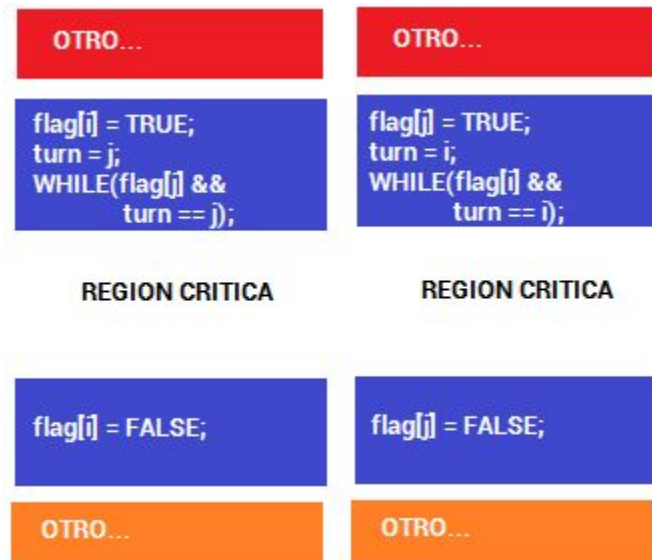 OTRO...
flag[i] = TRUE;
turn = j;
WHILE(flag[j] &&
turn == j);
REGION CRITICA
flag[i] = FALSE;
OTRO...
OTRO...
flag[j] = TRUE;
turn = i;
WHILE(flag[i] &&
turn == i);
REGION CRITICA
flag[j] = FALSE;
OTRO...